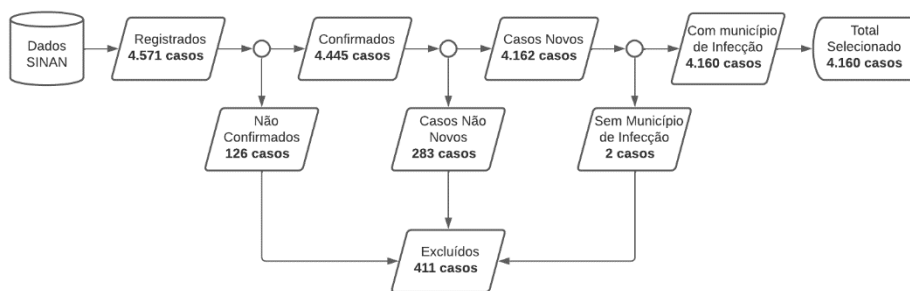 Dados
SINAN
Registrados
4.571 casos
Confirmados
4.445 casos
Casos Novos
4.162 casos
Com município
de Infecção
4.160 casos
Total
Selecionado
4.160 casos
Não
Confirmados
126 casos
Casos Não
Novos
283 casos
Sem Município
de Infecção
2 casos
Excluídos
411 casos